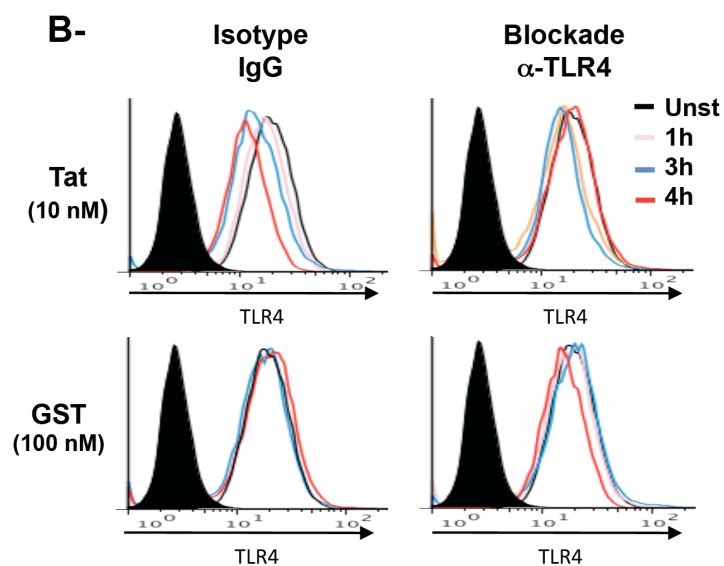 B-
Isotype
IgG
Blockade
α-TLR4
Unst
1h
3h
4h
Tat
(10 nM)
10⁰ 10¹ 10²
TLR4
10⁰ 10¹ 10²
TLR4
GST
(100 nM)
10⁰ 10¹ 10²
TLR4
10⁰ 10¹ 10²
TLR4